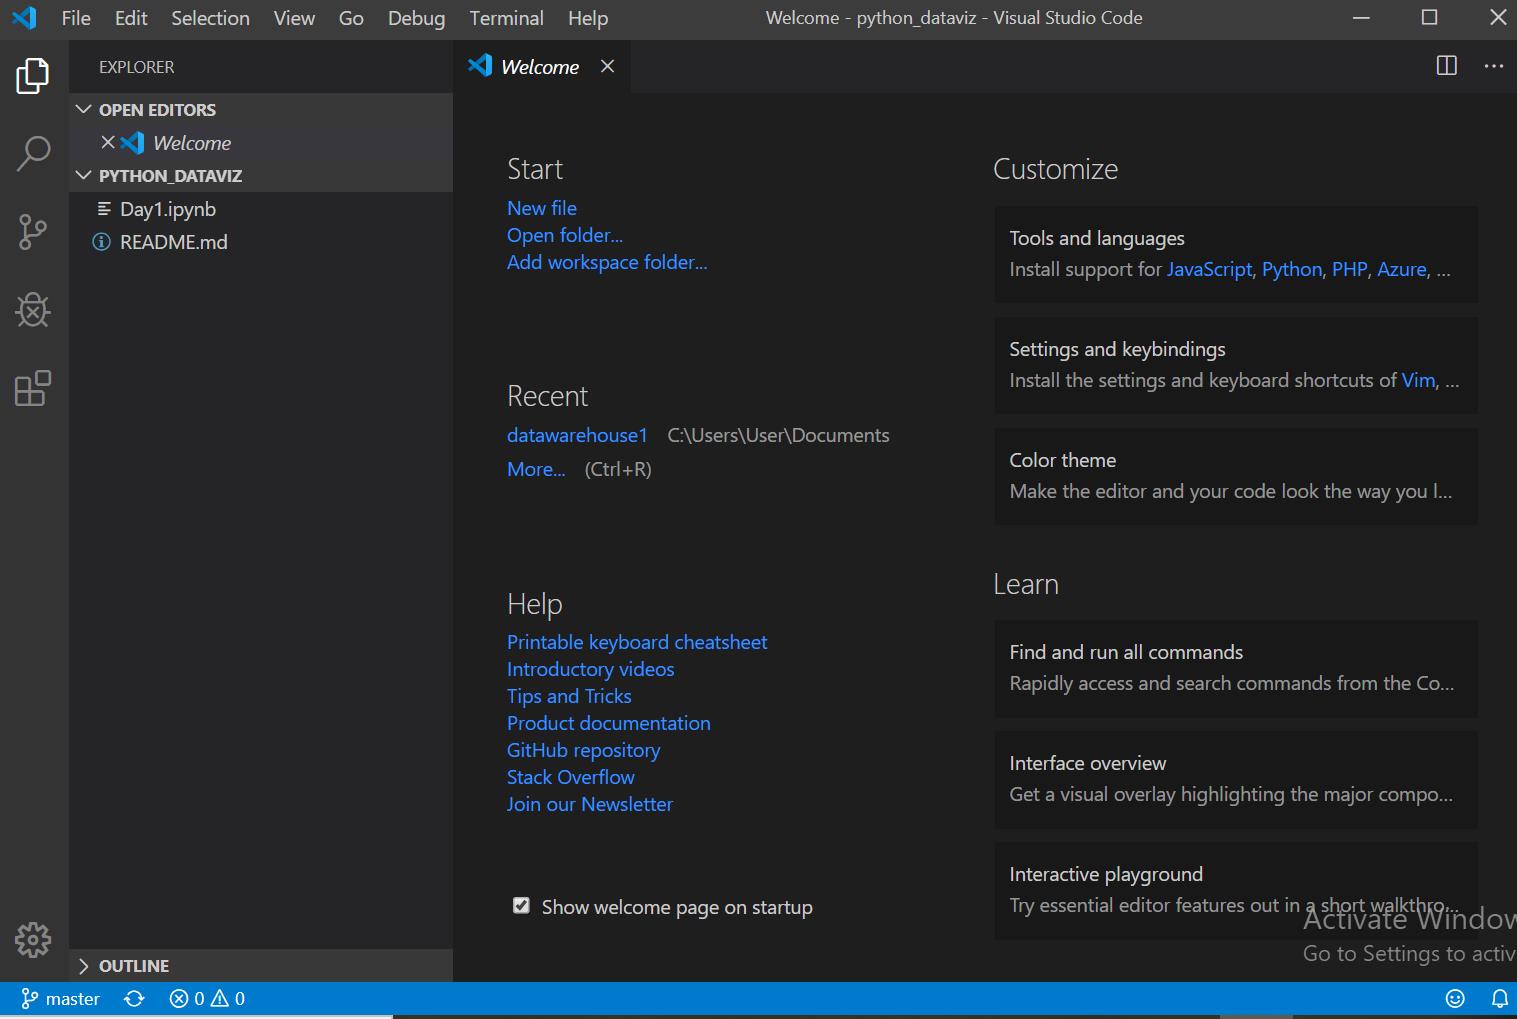 File Edit Selection View Go Debug Terminal Help
Welcome - python_dataviz - Visual Studio Code
EXPLORER
OPEN EDITORS
Welcome
PYTHON_DATAVIZ
Day1.ipynb
README.md
OUTLINE
Welcome
Start
New file
Open folder...
Add workspace folder...
Recent
datawarehouse1 C:\Users\User\Documents
More... (Ctrl+R)
Help
Printable keyboard cheatsheet
Introductory videos
Tips and Tricks
Product documentation
GitHub repository
Stack Overflow
Join our Newsletter
Show welcome page on startup
Customize
Tools and languages
Install support for JavaScript, Python, PHP, Azure, ...
Settings and keybindings
Install the settings and keyboard shortcuts of Vim, ...
Color theme
Make the editor and your code look the way you l...
Learn
Find and run all commands
Rapidly access and search commands from the Co...
Interface overview
Get a visual overlay highlighting the major compo...
Interactive playground
Try essential editor features out in a short walkthro...
Activate Window
Go to Settings to activ
master 0 0